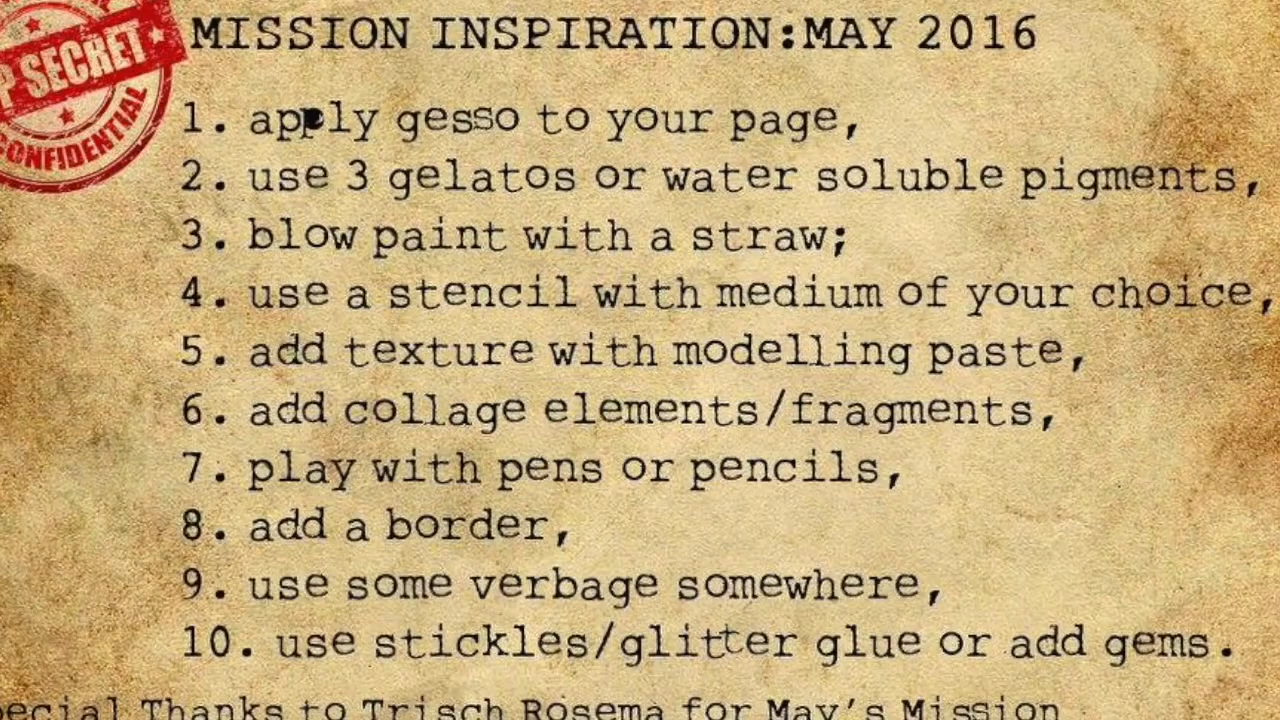 P SECRET
CONFIDENTIAL
MISSION INSPIRATION:MAY 2016
1. apply gesso to your page,
2. use 3 gelatos or water soluble pigments,
3. blow paint with a straw;
4. use a stencil with medium of your choice,
5. add texture with modelling paste,
6. add collage elements/fragments,
7. play with pens or pencils,
8. add a border,
9. use some verbage somewhere,
10. use stickles/glitter glue or add gems.
pecial Thanks to Trisch Rosema for May's Mission